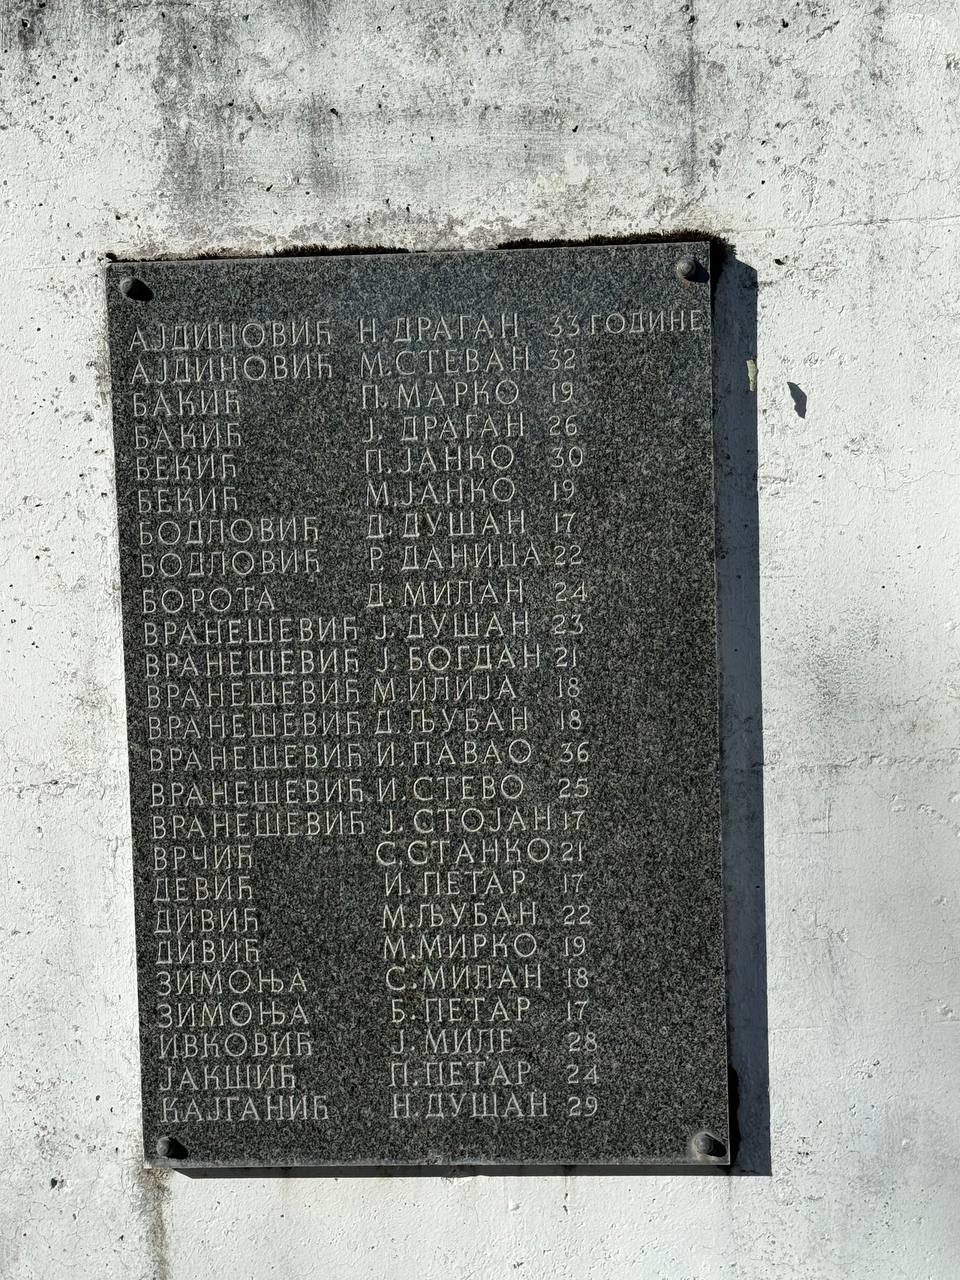 АЈДИНОВИЋ Н. ДРАГАН 33 ГОДИНЕ
АЈДИНОВИЋ М. СТЕВАН 32
БАКИЋ П. МАРКО 19
БАКИЋ Ј. ДРАГАН 26
БЕКИЋ П. ЈАНКО 30
БЕКИЋ М. ЈАНКО 19
БОДЛОВИЋ Д. ДУШАН 17
БОДЛОВИЋ Р. ДАНИЦА 22
БОРОТА Д. МИЛАН 24
ВРАНЕШЕВИЋ Ј. ДУШАН 23
ВРАНЕШЕВИЋ Ј. БОГДАН 21
ВРАНЕШЕВИЋ М. ИЛИЈА 18
ВРАНЕШЕВИЋ Д. ЉУБАН 18
ВРАНЕШЕВИЋ И. ПАВАО 36
ВРАНЕШЕВИЋ И. СТЕВО 25
ВРАНЕШЕВИЋ Ј. СТОЈАН 17
ВРЧИЋ С. СТАНКО 21
ДЕВИЋ И. ПЕТАР 17
ДИВИЋ М. ЉУБАН 22
ДИВИЋ М. МИРКО 19
ЗИМОЊА С. МИЛАН 18
ЗИМОЊА Б. ПЕТАР 17
ИВКОВИЋ Ј. МИЛЕ 28
ЈАКШИЋ П. ПЕТАР 24
КАЈГАНИЋ Н. ДУШАН 29